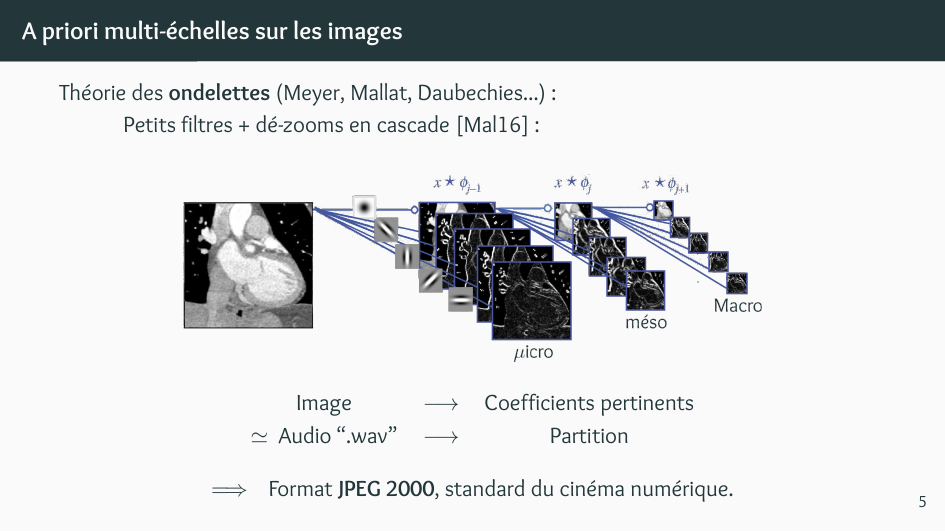 A priori multi-échelles sur les images
Théorie des ondelettes (Meyer, Mallat, Daubechies...) :
Petits filtres + dé-zooms en cascade [Mal16] :
x ⋆ ϕj−1 x ⋆ ϕj x ⋆ ϕj+1
Macro
méso
µicro
Image ⟶ Coefficients pertinents
≃ Audio “.wav” ⟶ Partition
⟹ Format JPEG 2000, standard du cinéma numérique.
5